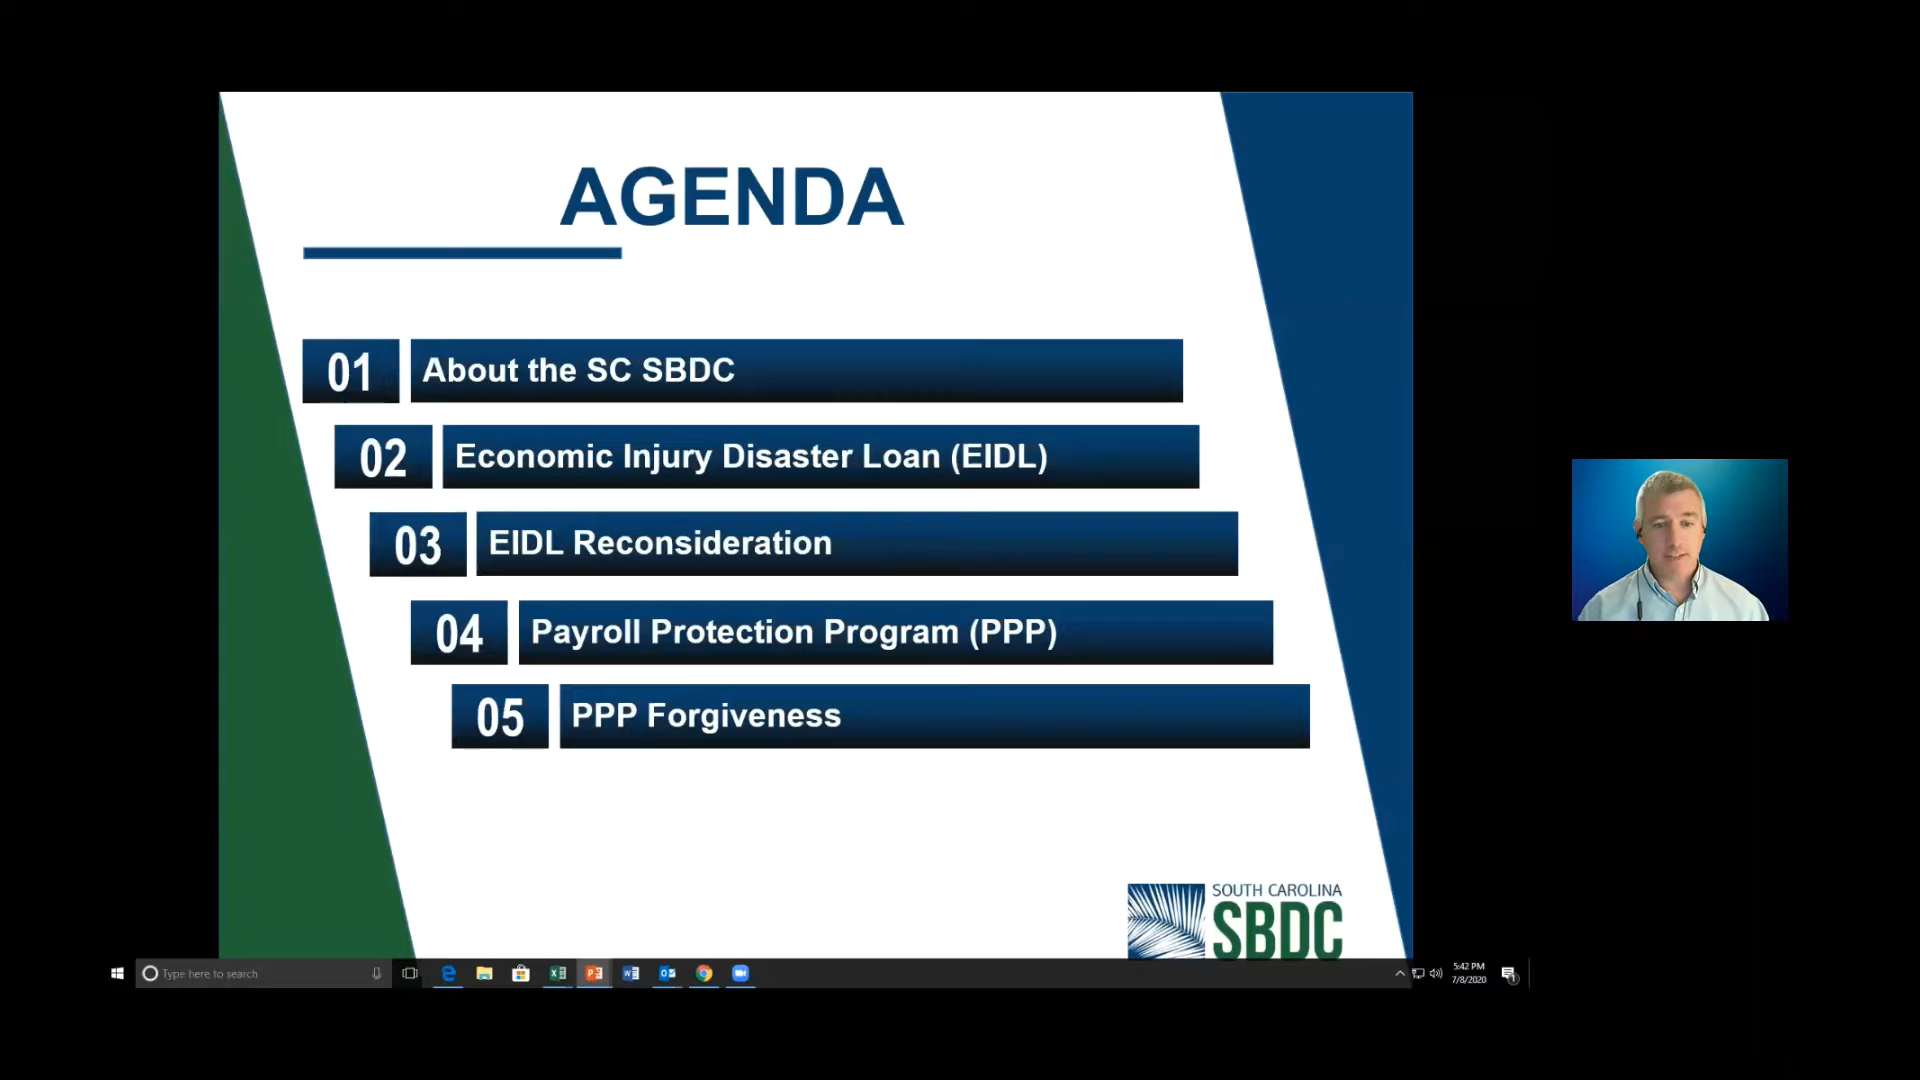 AGENDA
01 About the SC SBDC
02 Economic Injury Disaster Loan (EIDL)
03 EIDL Reconsideration
04 Payroll Protection Program (PPP)
05 PPP Forgiveness
SOUTH CAROLINA
SBDC
Type here to search
5:42 PM
7/8/2020